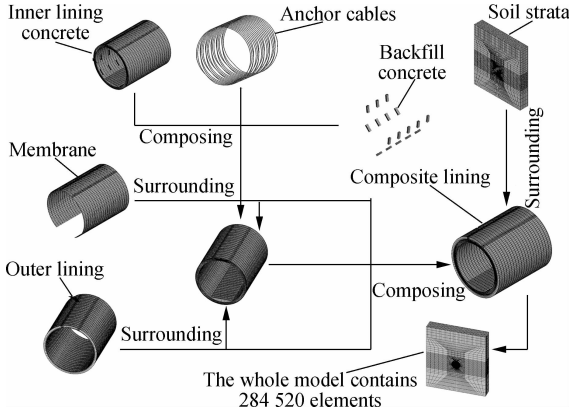 Inner lining
concrete
Anchor cables
Soil strata
Backfill
concrete
Composing
Surrounding
Membrane
Surrounding
Composite lining
Outer lining
Composing
Surrounding
The whole model contains
284 520 elements